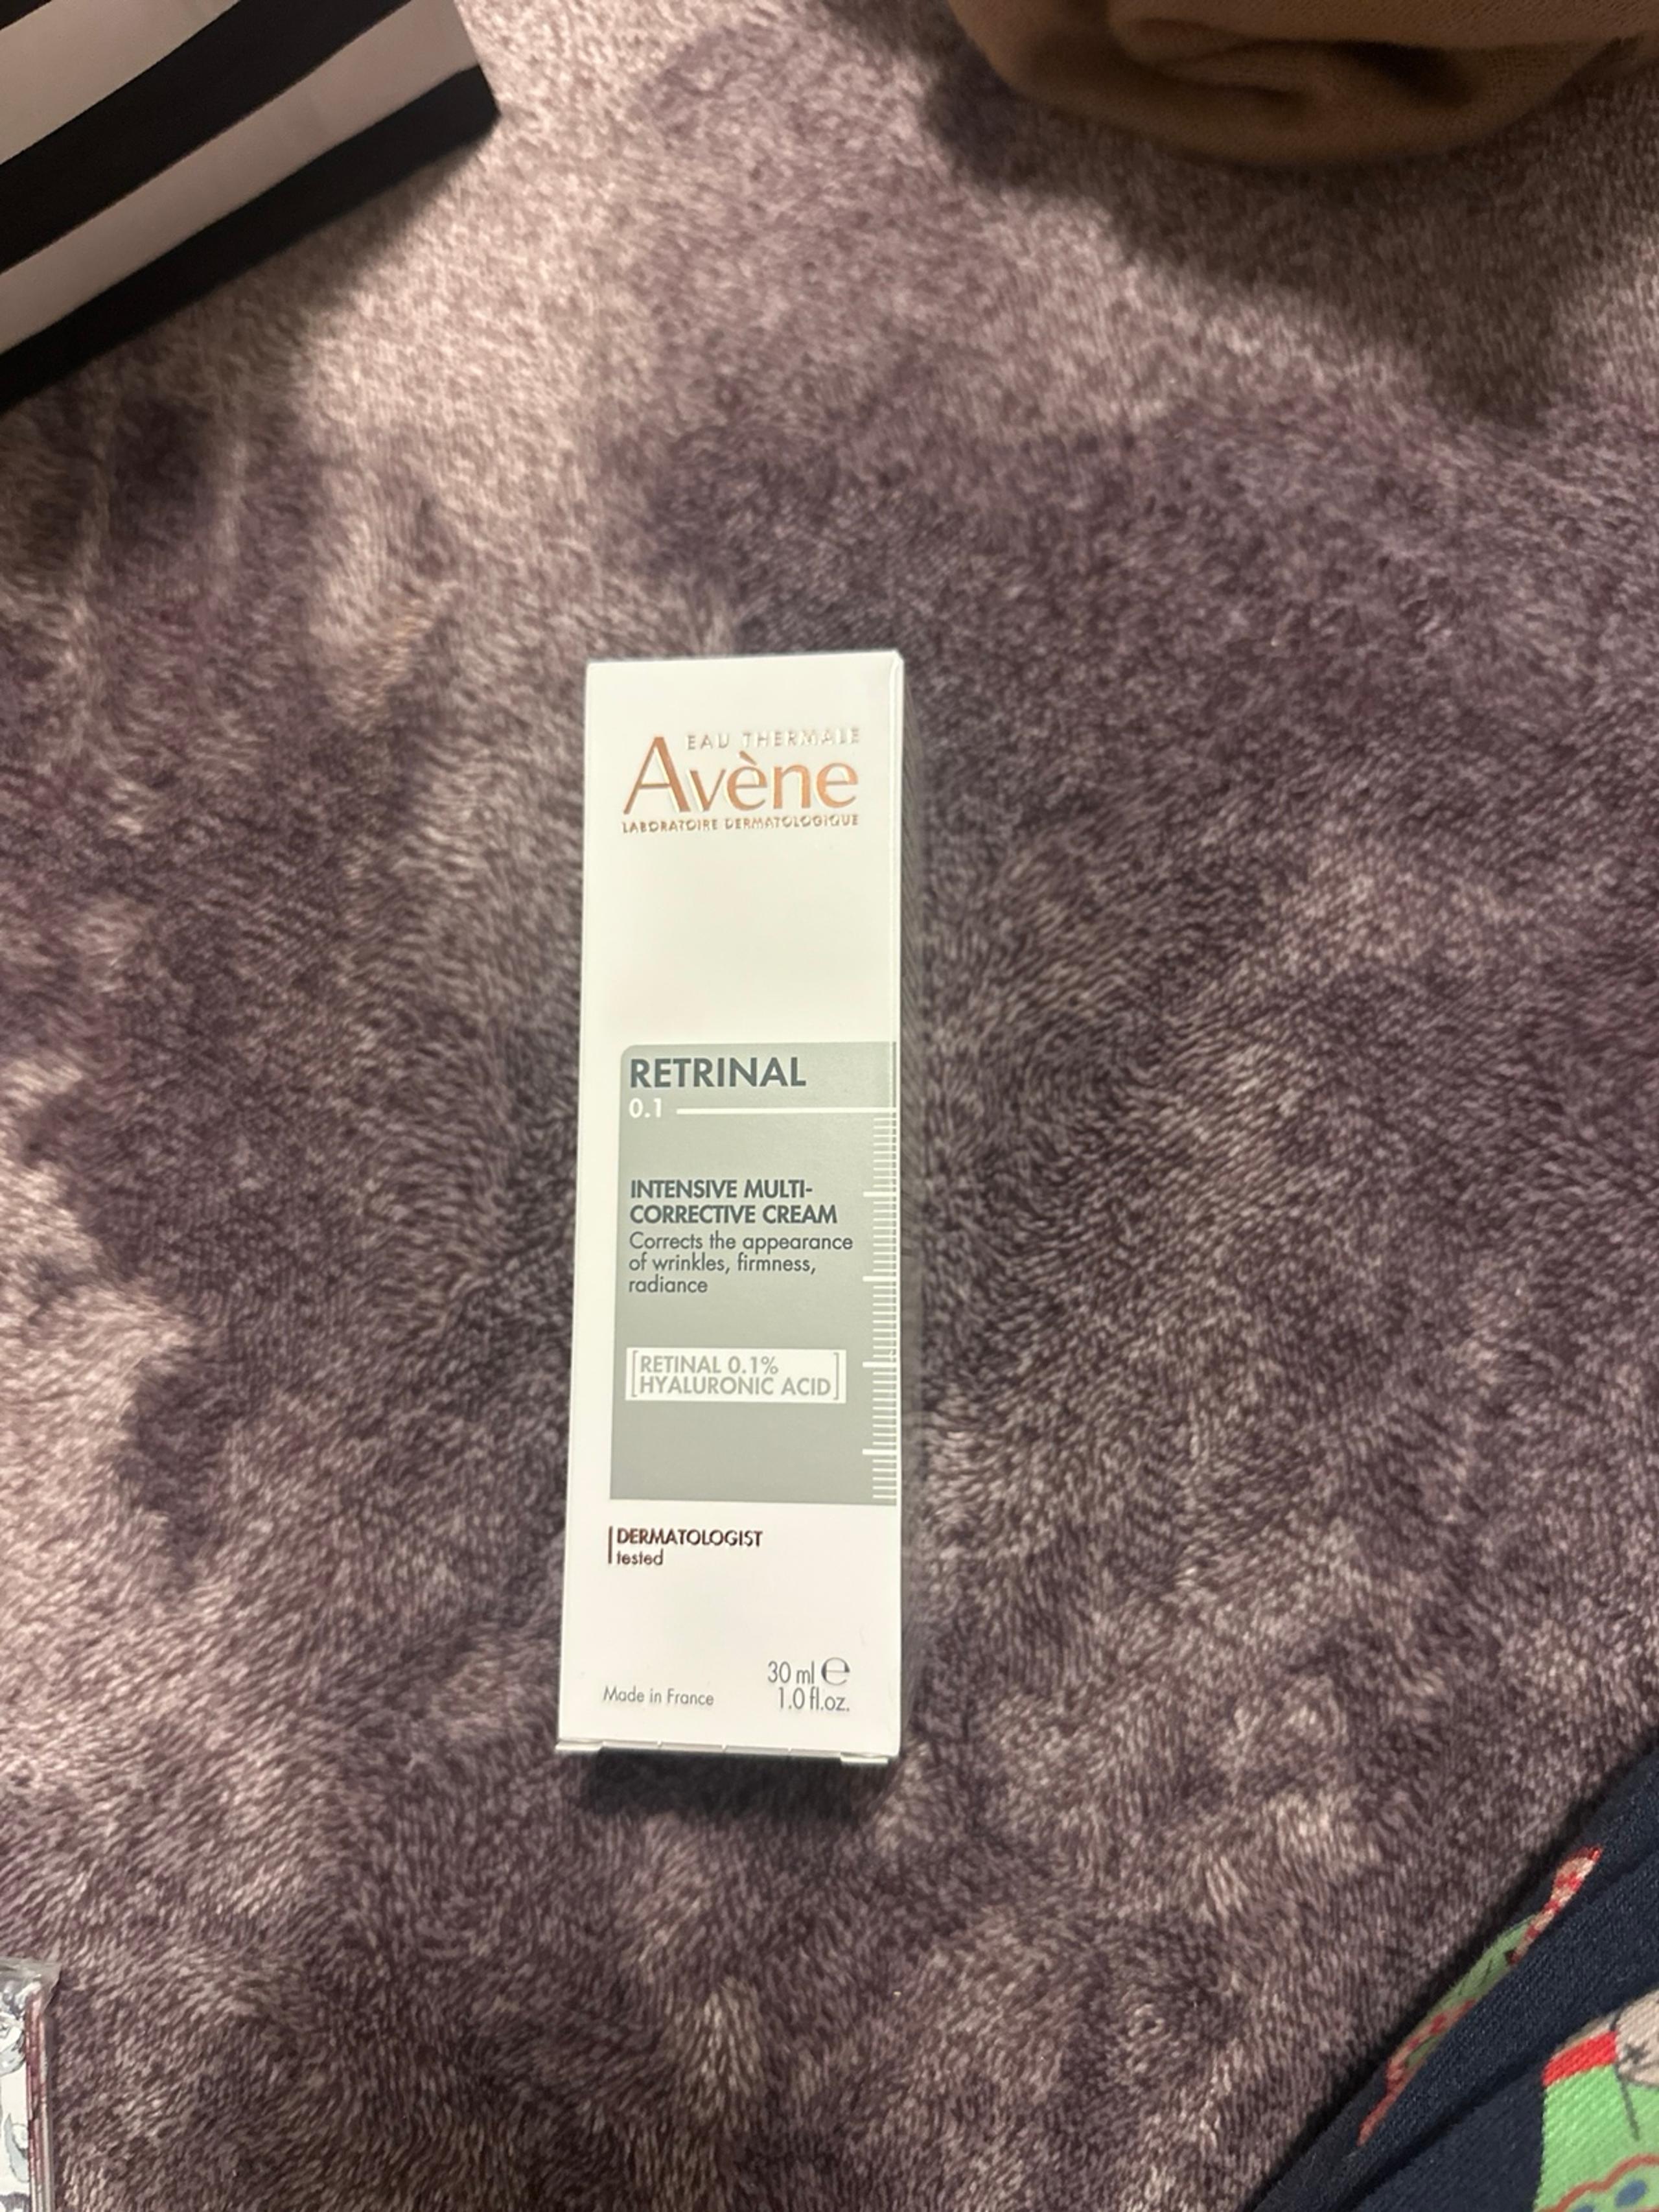 EAU THERMALE
Avène
LABORATOIRE DERMATOLOGIQUE
RETRINAL
0.1
INTENSIVE MULTI-
CORRECTIVE CREAM
Corrects the appearance
of wrinkles, firmness,
radiance
[RETINAL 0.1%
HYALURONIC ACID]
DERMATOLOGIST
tested
30 ml ℮
Made in France 1.0 fl.oz.